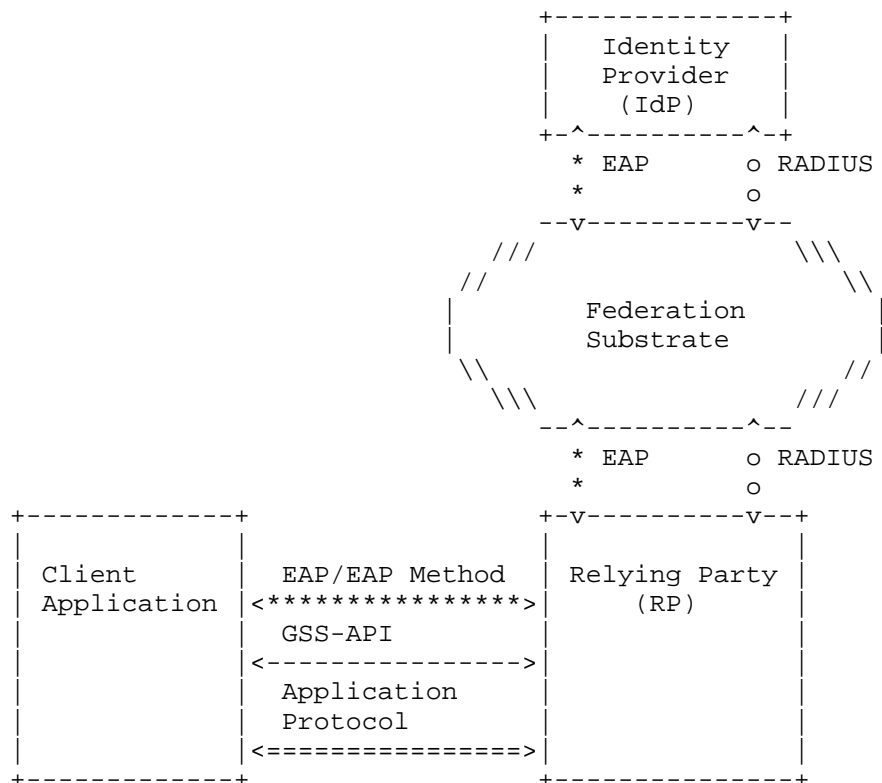 Identity
Provider
(IdP)
* EAP o RADIUS
* o
Federation
Substrate
* EAP o RADIUS
* o
Client EAP/EAP Method Relying Party
Application <****************> (RP)
GSS-API
<---------------->
Application
Protocol
<================>